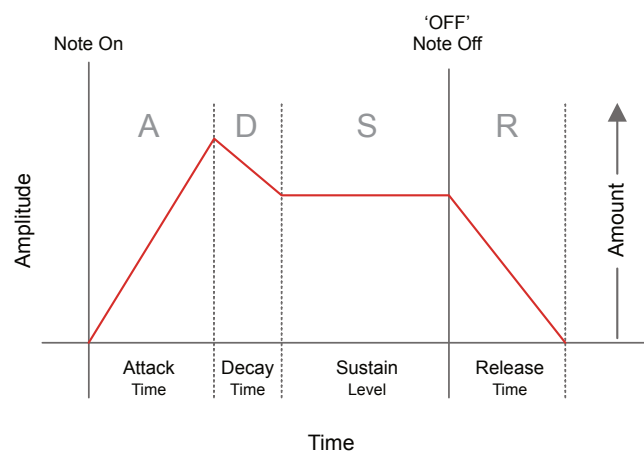 ‘OFF’
Note On
Note Off
A
D
S
R
Amplitude
Amount
Attack
Time
Decay
Time
Sustain
Level
Release
Time
Time